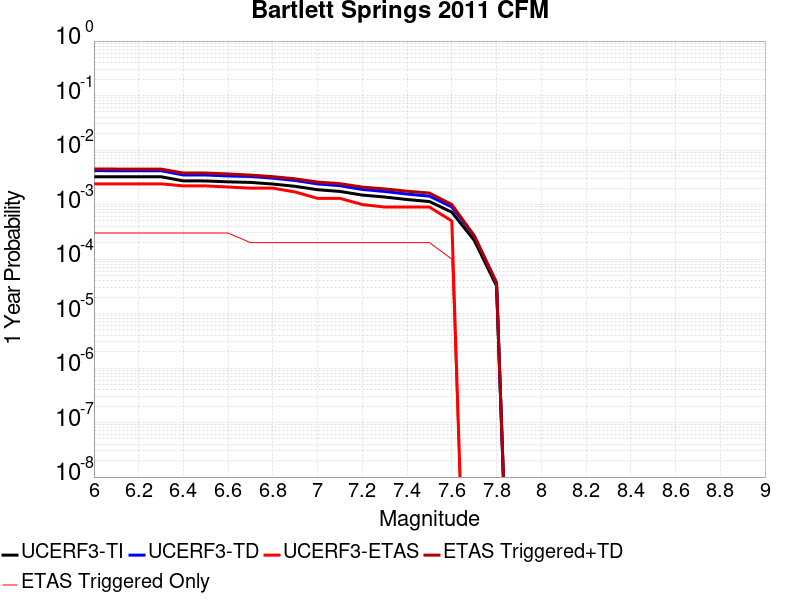 Bartlett Springs 2011 CFM
10^0
10^-1
10^-2
10^-3
10^-4
10^-5
10^-6
10^-7
10^-8
1 Year Probability
6 6.2 6.4 6.6 6.8 7 7.2 7.4 7.6 7.8 8 8.2 8.4 8.6 8.8 9
Magnitude
UCERF3-TI UCERF3-TD UCERF3-ETAS ETAS Triggered+TD
ETAS Triggered Only